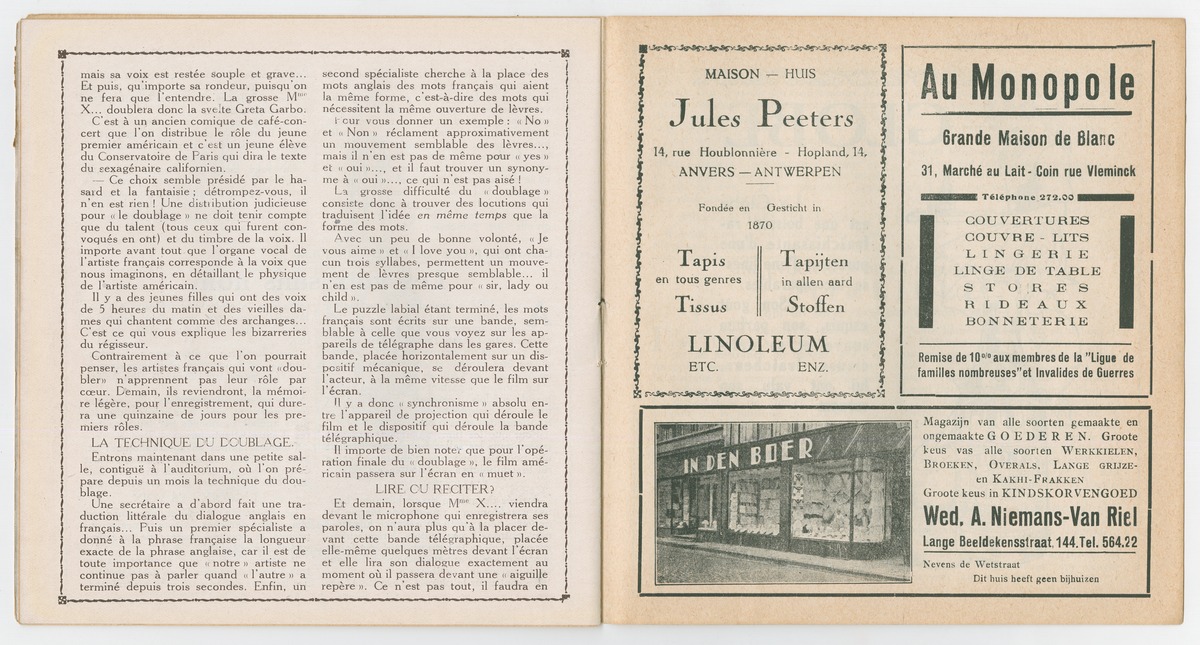 mais sa voix est restée souple et grave...
Et puis, qu'importe sa rondeur, puisqu'on
ne fera que l'entendre. La grosse Mme
X... doublera donc la svelte Greta Garbo.
C'est à un ancien comique de café-con-
cert que l'on distribue le rôle du jeune
premier américain et c'est un jeune élève
du Conservatoire de Paris qui dira le texte
du sexagénaire californien.
— Ce choix semble présidé par le ha-
sard et la fantaisie ; détrompez-vous, il
n'en est rien ! Une distribution judicieuse
pour « le doublage » ne doit tenir compte
que du talent (tous ceux qui furent con-
voqués en ont) et du timbre de la voix. Il
importe avant tout que l'organe vocal de
l'artiste français corresponde à la voix que
nous imaginons, en détaillant le physique
de l'artiste américain.
Il y a des jeunes filles qui ont des voix
de 5 heures du matin et des vieilles da-
mes qui chantent comme des archanges...
C'est ce qui vous explique les bizarreries
du régisseur.
Contrairement à ce que l'on pourrait
penser, les artistes français qui vont «dou-
bler» n'apprennent pas leur rôle par
cœur. Demain, ils reviendront, la mémoi-
re légère, pour l'enregistrement, qui dure-
ra une quinzaine de jours pour les pre-
miers rôles.
LA TECHNIQUE DU DOUBLAGE.
Entrons maintenant dans une petite sal-
le, contiguë à l'auditorium, où l'on pré-
pare depuis un mois la technique du dou-
blage.
Une secrétaire a d'abord fait une tra-
duction littérale du dialogue anglais en
français... Puis un premier spécialiste a
donné à la phrase française la longueur
exacte de la phrase anglaise, car il est de
toute importance que « notre » artiste ne
continue pas à parler quand « l'autre » a
terminé depuis trois secondes. Enfin, un
second spécialiste cherche à la place des
mots anglais des mots français qui aient
la même forme, c'est-à-dire des mots qui
nécessitent la même ouverture de lèvres.
Pour vous donner un exemple : « No »
et « Non » réclament approximativement
un mouvement semblable des lèvres...,
mais il n'en est pas de même pour « yes »
et « oui »..., et il faut trouver un synony-
me à « oui »..., ce qui n'est pas aisé !
La grosse difficulté du « doublage »
consiste donc à trouver des locutions qui
traduisent l'idée en même temps que la
forme des mots.
Avec un peu de bonne volonté, « Je
vous aime » et « I love you », qui ont cha-
cun trois syllabes, permettent un mouve-
ment de lèvres presque semblable... il
n'en est pas de même pour « sir, lady ou
child ».
Le puzzle labial étant terminé, les mots
français sont écrits sur une bande, sem-
blable à celle que vous voyez sur les ap-
pareils de télégraphe dans les gares. Cette
bande, placée horizontalement sur un dis-
positif mécanique, se déroulera devant
l'acteur, à la même vitesse que le film sur
l'écran.
Il y a donc « synchronisme » absolu en-
tre l'appareil de projection qui déroule le
film et le dispositif qui déroule la bande
télégraphique.
Il importe de bien noter que pour l'opé-
ration finale du « doublage », le film amé-
ricain passera sur l'écran en « muet ».
LIRE OU RECITER?
Et demain, lorsque Mme X.... viendra
devant le microphone qui enregistrera ses
paroles, on n'aura plus qu'à la placer de-
vant cette bande télégraphique, placée
elle-même quelques mètres devant l'écran
et elle lira son dialogue exactement au
moment où il passera devant une « aiguille
repère ». Ce n'est pas tout, il faudra en
MAISON — HUIS
Jules Peeters
14, rue Houblonnière - Hopland, 14,
ANVERS — ANTWERPEN
Fondée en Gesticht in
1870
Tapis Tapijten
en tous genres in allen aard
Tissus Stoffen
LINOLEUM
ETC. ENZ.
Au Monopole
Grande Maison de Blanc
31, Marché au Lait - Coin rue Vleminck
Téléphone 272.00
COUVERTURES
COUVRE - LITS
LINGERIE
LINGE DE TABLE
STORES
RIDEAUX
BONNETERIE
Remise de 10 o/o aux membres de la "Ligue de
familles nombreuses" et Invalides de Guerres
IN DEN BOER
Magazijn van alle soorten gemaakte en
ongemaakte GOEDEREN. Groote
keus vas alle soorten WERKKIELEN,
BROEKEN, OVERALS, LANGE GRIJZE-
en KAKHI-FRAKKEN
Groote keus in KINDSKORVENGOED
Wed. A. Niemans-Van Riel
Lange Beeldekensstraat, 144. Tel. 564.22
Nevens de Wetstraat
Dit huis heeft geen bijhuizen